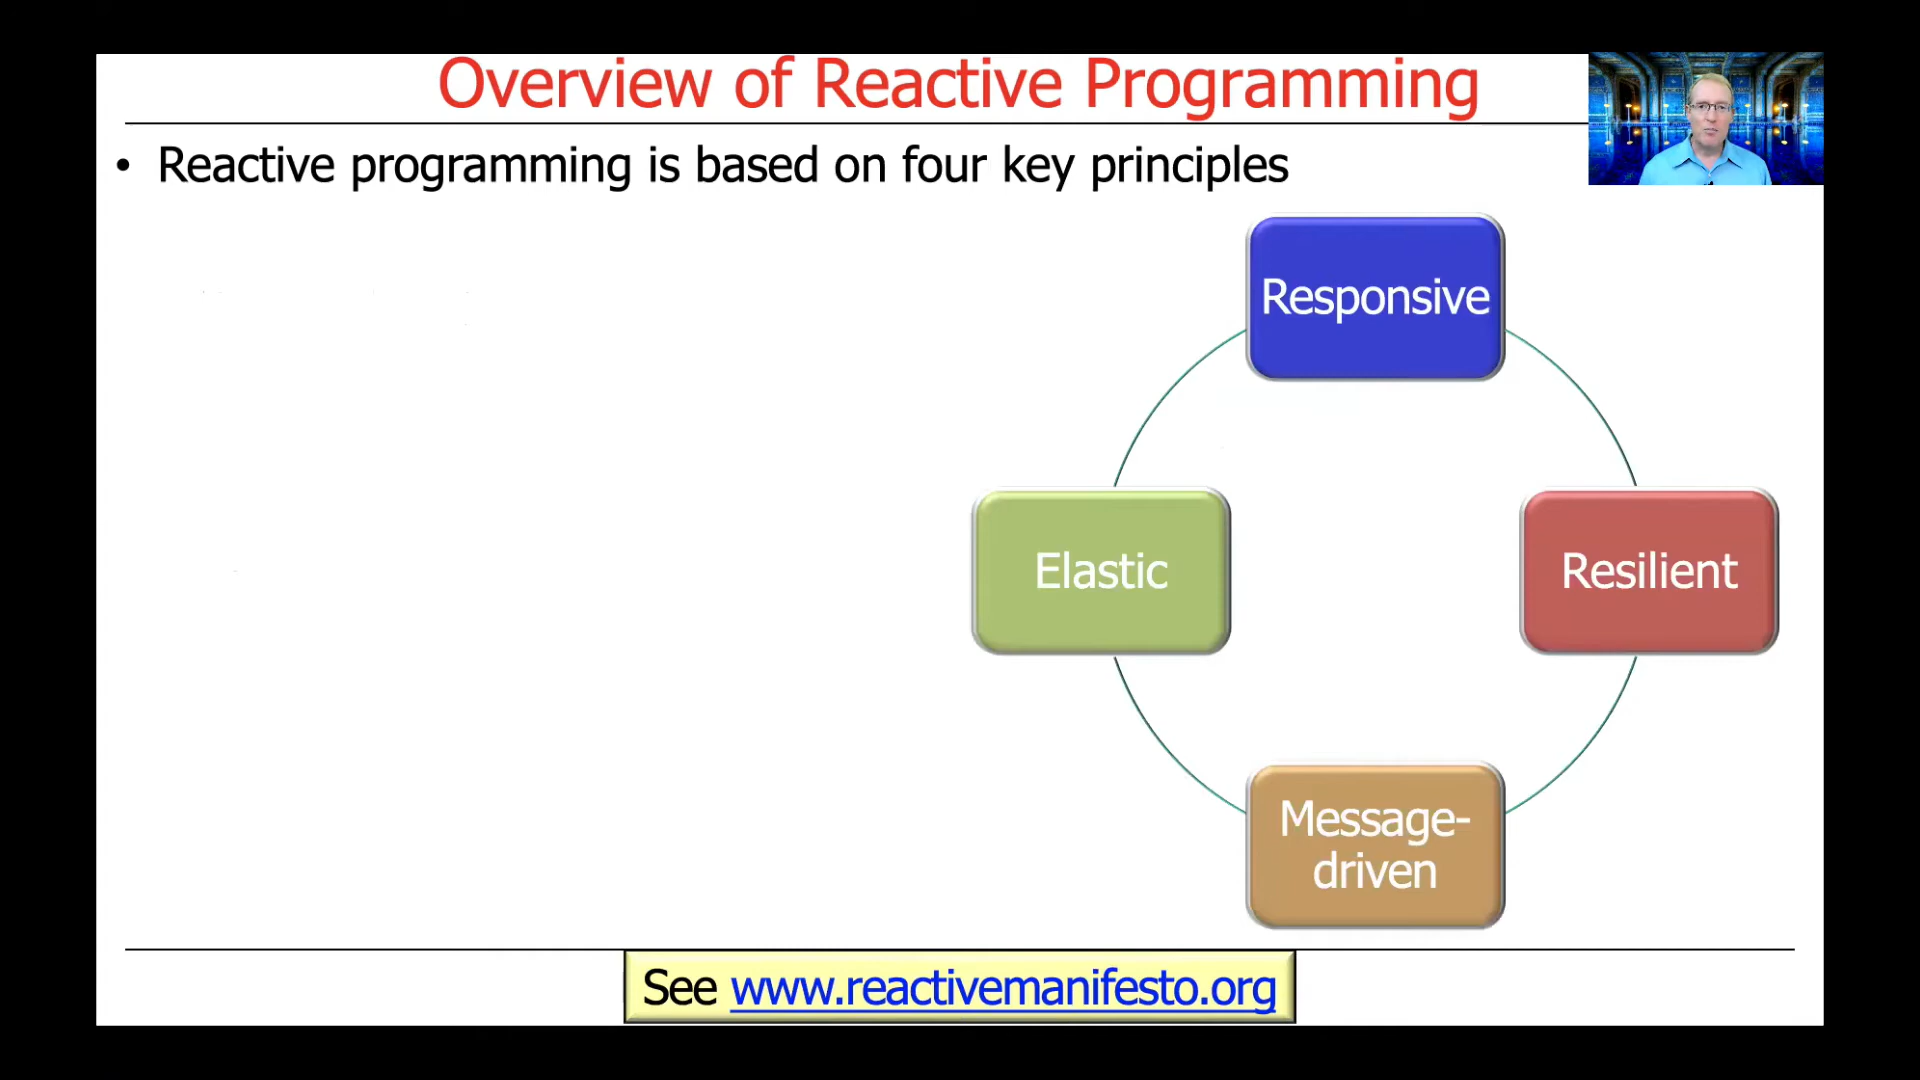 Overview of Reactive Programming
• Reactive programming is based on four key principles
Responsive
Elastic
Resilient
Message-
driven
See www.reactivemanifesto.org